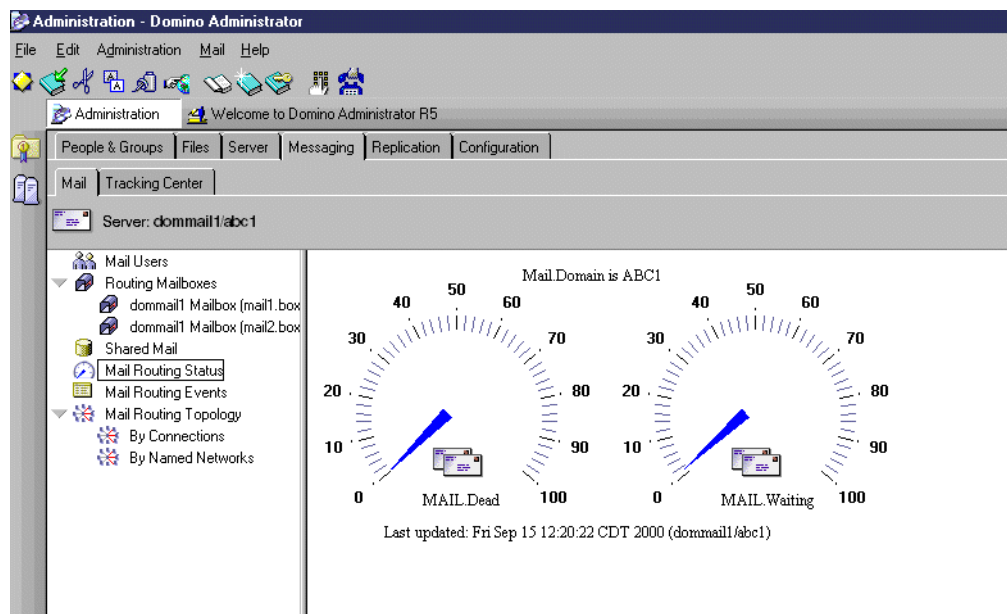 Administration - Domino Administrator
File Edit Administration Mail Help
Administration Welcome to Domino Administrator R5
People & Groups Files Server Messaging Replication Configuration
Mail Tracking Center
Server: dommail1/abc1
Mail Users
Routing Mailboxes
dommail1 Mailbox (mail1.box
dommail1 Mailbox (mail2.box
Shared Mail
Mail Routing Status
Mail Routing Events
Mail Routing Topology
By Connections
By Named Networks
Mail.Domain is ABC1
0 10 20 30 40 50 60 70 80 90 100
MAIL.Dead
0 10 20 30 40 50 60 70 80 90 100
MAIL.Waiting
Last updated: Fri Sep 15 12:20:22 CDT 2000 (dommail1/abc1)